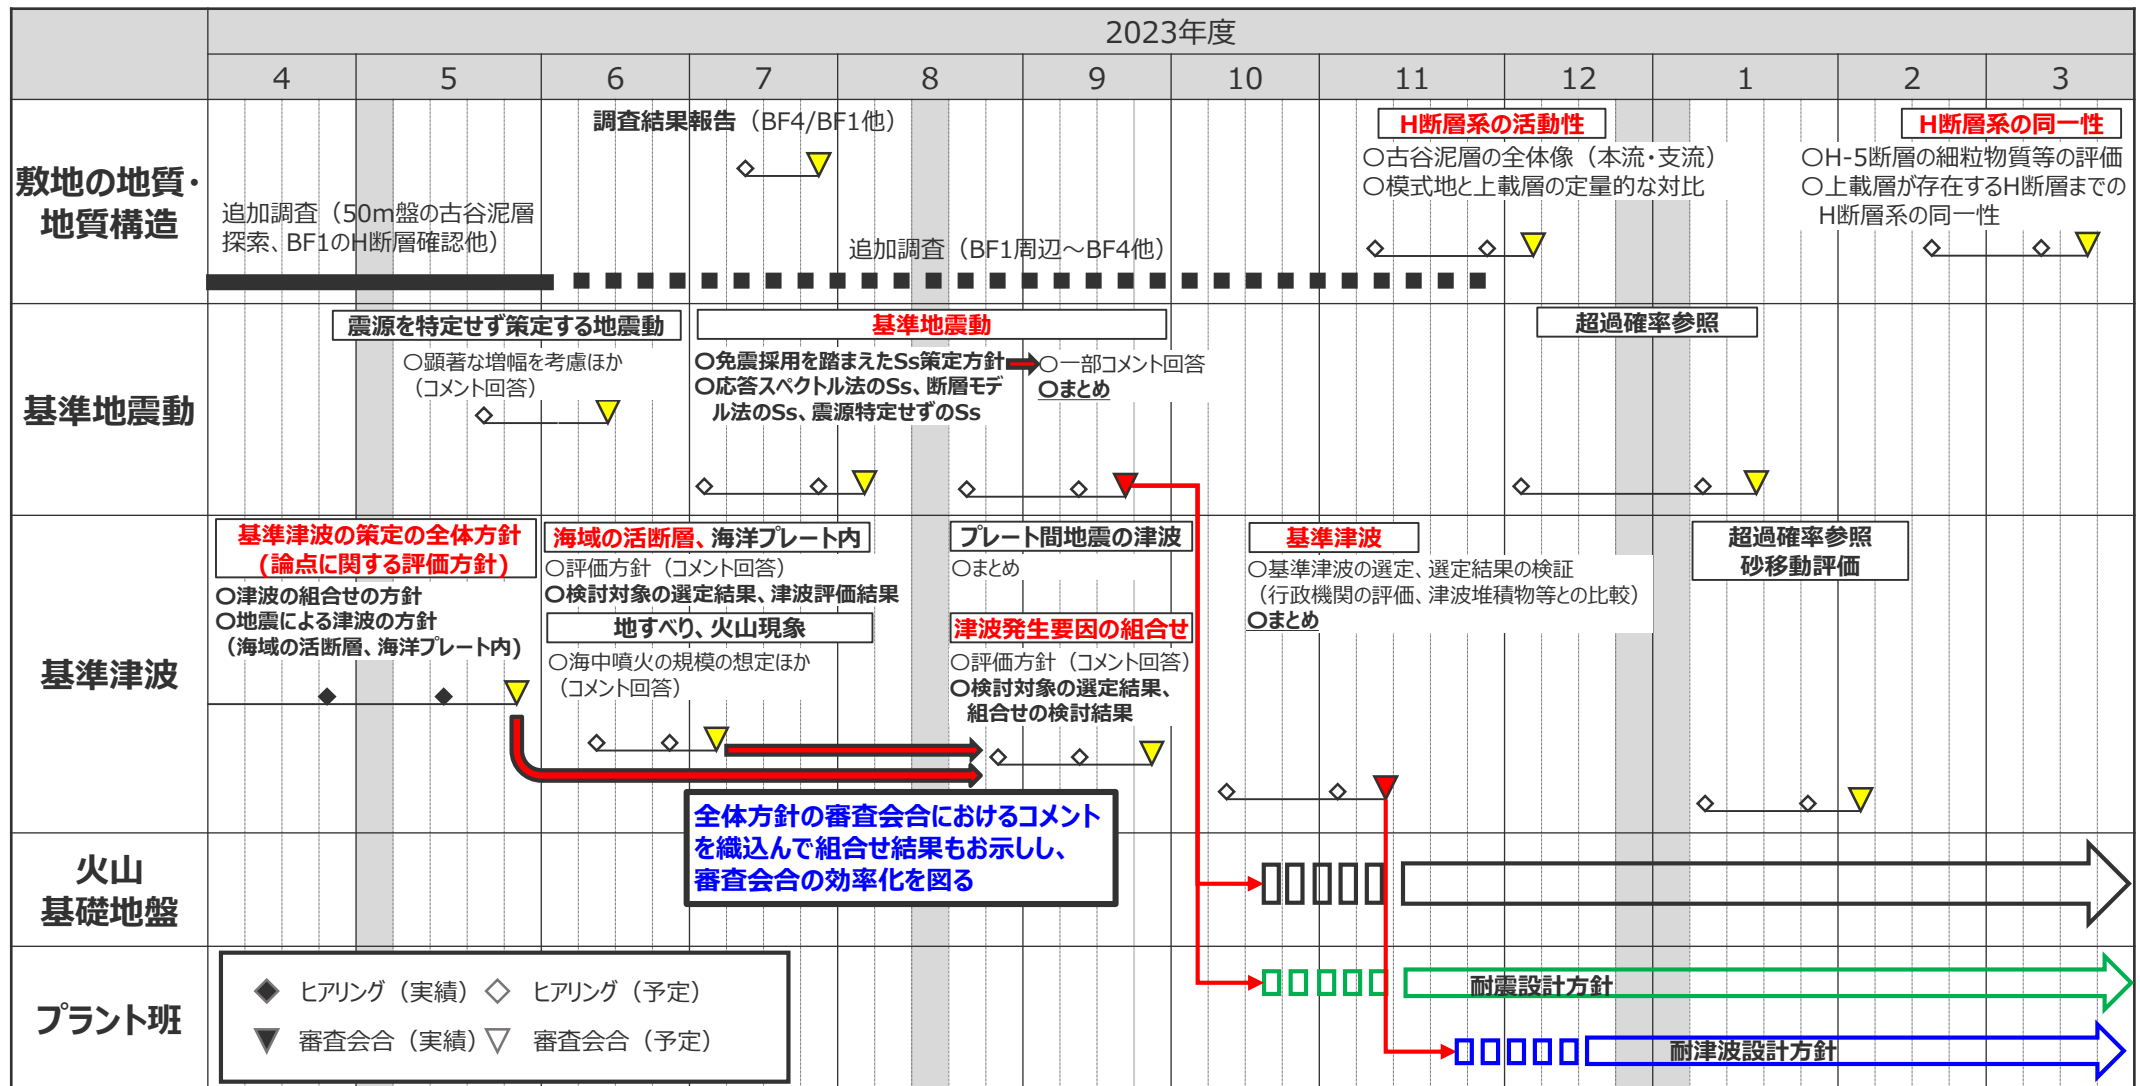 2023年度
4 5 6 7 8 9 10 11 12 1 2 3
敷地の地質・
地質構造
調査結果報告（BF4/BF1他）
追加調査（50m盤の古谷泥層
探索、BF1のH断層確認他）
追加調査（BF1周辺～BF4他）
H断層系の活動性
〇古谷泥層の全体像（本流・支流）
〇模式地と上載層の定量的な対比
H断層系の同一性
〇H-5断層の細粒物質等の評価
〇上載層が存在するH断層までの
H断層系の同一性
基準地震動
震源を特定せず策定する地震動
〇顕著な増幅を考慮ほか
（コメント回答）
基準地震動
〇免震採用を踏まえたSs策定方針
〇応答スペクトル法のSs、断層モデ
ル法のSs、震源特定せずのSs
〇一部コメント回答
〇まとめ
超過確率参照
基準津波
基準津波の策定の全体方針
(論点に関する評価方針)
〇津波の組合せの方針
〇地震による津波の方針
（海域の活断層、海洋プレート内)
海域の活断層、海洋プレート内
〇評価方針（コメント回答）
〇検討対象の選定結果、津波評価結果
地すべり、火山現象
〇海中噴火の規模の想定ほか
（コメント回答）
プレート間地震の津波
〇まとめ
津波発生要因の組合せ
〇評価方針（コメント回答）
〇検討対象の選定結果、
組合せの検討結果
基準津波
〇基準津波の選定、選定結果の検証
（行政機関の評価、津波堆積物等との比較）
〇まとめ
超過確率参照
砂移動評価
全体方針の審査会合におけるコメント
を織込んで組合せ結果もお示しし、
審査会合の効率化を図る
火山
基礎地盤
プラント班
ヒアリング（実績） ヒアリング（予定）
審査会合（実績） 審査会合（予定）
耐震設計方針
耐津波設計方針